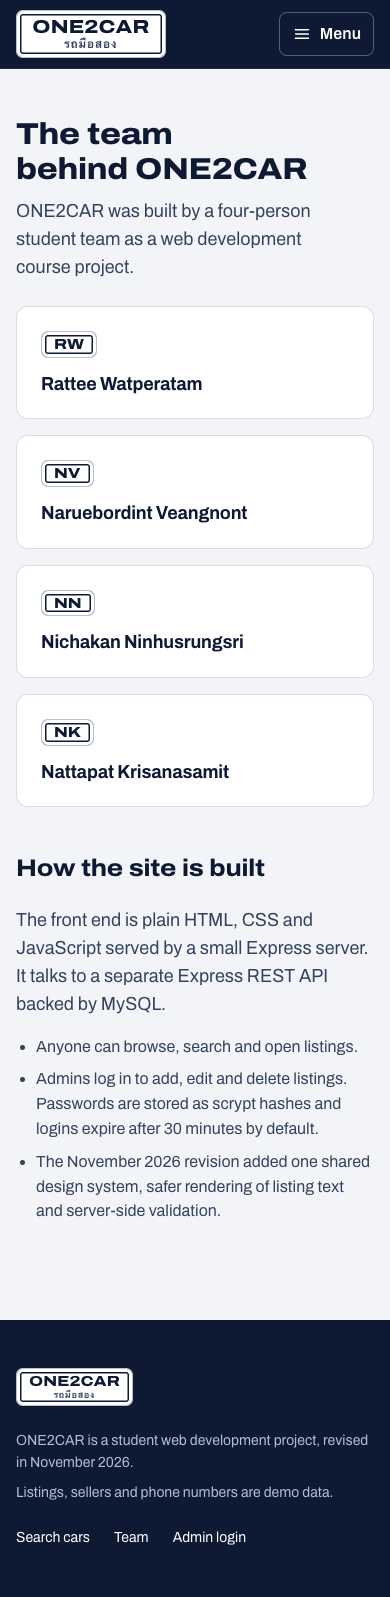 ONE2CAR
รถมือสอง
Menu
The team
behind ONE2CAR
ONE2CAR was built by a four-person
student team as a web development
course project.
RW
Rattee Watperatam
NV
Naruebordint Veangnont
NN
Nichakan Ninhusrungsri
NK
Nattapat Krisanasamit
How the site is built
The front end is plain HTML, CSS and
JavaScript served by a small Express server.
It talks to a separate Express REST API
backed by MySQL.
• Anyone can browse, search and open listings.
• Admins log in to add, edit and delete listings.
Passwords are stored as scrypt hashes and
logins expire after 30 minutes by default.
• The November 2026 revision added one shared
design system, safer rendering of listing text
and server-side validation.
ONE2CAR
รถมือสอง
ONE2CAR is a student web development project, revised
in November 2026.
Listings, sellers and phone numbers are demo data.
Search cars Team Admin login